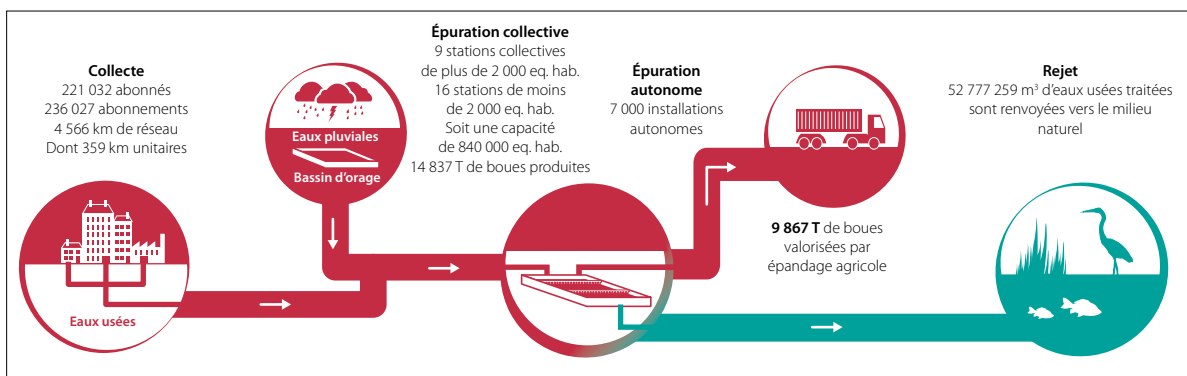 Collecte
221 032 abonnés
236 027 abonnements
4 566 km de réseau
Dont 359 km unitaires
Eaux usées
Eaux pluviales
Bassin d'orage
Épuration collective
9 stations collectives
de plus de 2 000 eq. hab.
16 stations de moins
de 2 000 eq. hab.
Soit une capacité
de 840 000 eq. hab.
14 837 T de boues produites
Épuration
autonome
7 000 installations
autonomes
9 867 T de boues
valorisées par
épandage agricole
Rejet
52 777 259 m³ d'eaux usées traitées
sont renvoyées vers le milieu
naturel